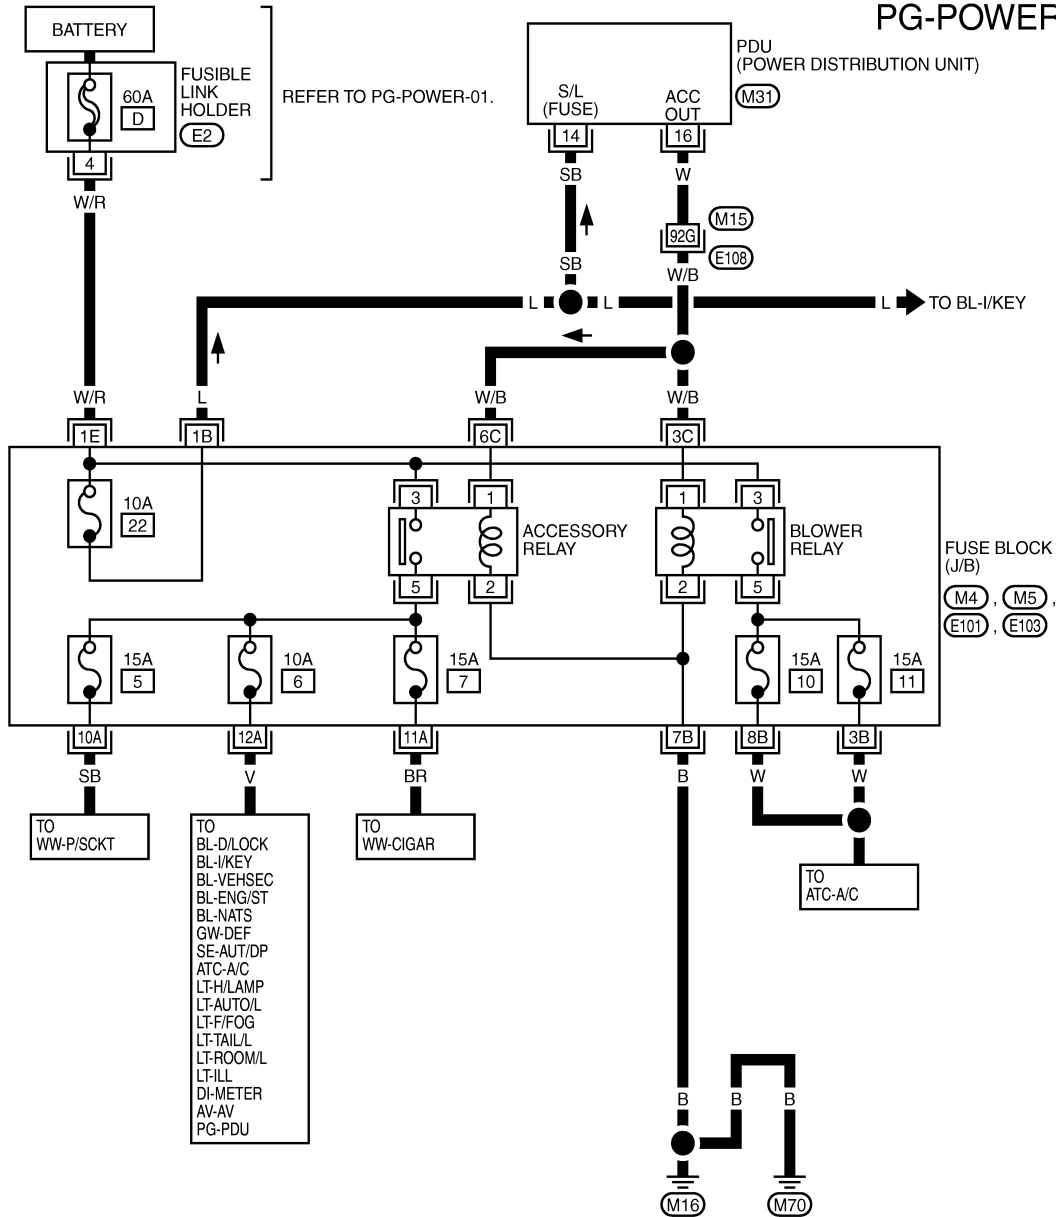 PG-POWER
BATTERY
60A
D
FUSIBLE
LINK
HOLDER
E2
4
W/R
REFER TO PG-POWER-01.
PDU
(POWER DISTRIBUTION UNIT)
M31
S/L
(FUSE)
ACC
OUT
14
16
SB
W
M15
92G
E108
SB
W/B
L
L
L
TO BL-I/KEY
W/R
L
W/B
W/B
1E
1B
6C
3C
10A
22
3
1
ACCESSORY
RELAY
5
2
1
3
BLOWER
RELAY
2
5
FUSE BLOCK
(J/B)
M4 , M5 ,
E101 , E103
15A
5
10A
6
15A
7
15A
10
15A
11
10A
12A
11A
7B
8B
3B
SB
V
BR
B
W
W
TO
WW-P/SCKT
TO
BL-D/LOCK
BL-I/KEY
BL-VEHSEC
BL-ENG/ST
BL-NATS
GW-DEF
SE-AUT/DP
ATC-A/C
LT-H/LAMP
LT-AUTO/L
LT-F/FOG
LT-TAIL/L
LT-ROOM/L
LT-ILL
DI-METER
AV-AV
PG-PDU
TO
WW-CIGAR
TO
ATC-A/C
B
B
B
M16
M70